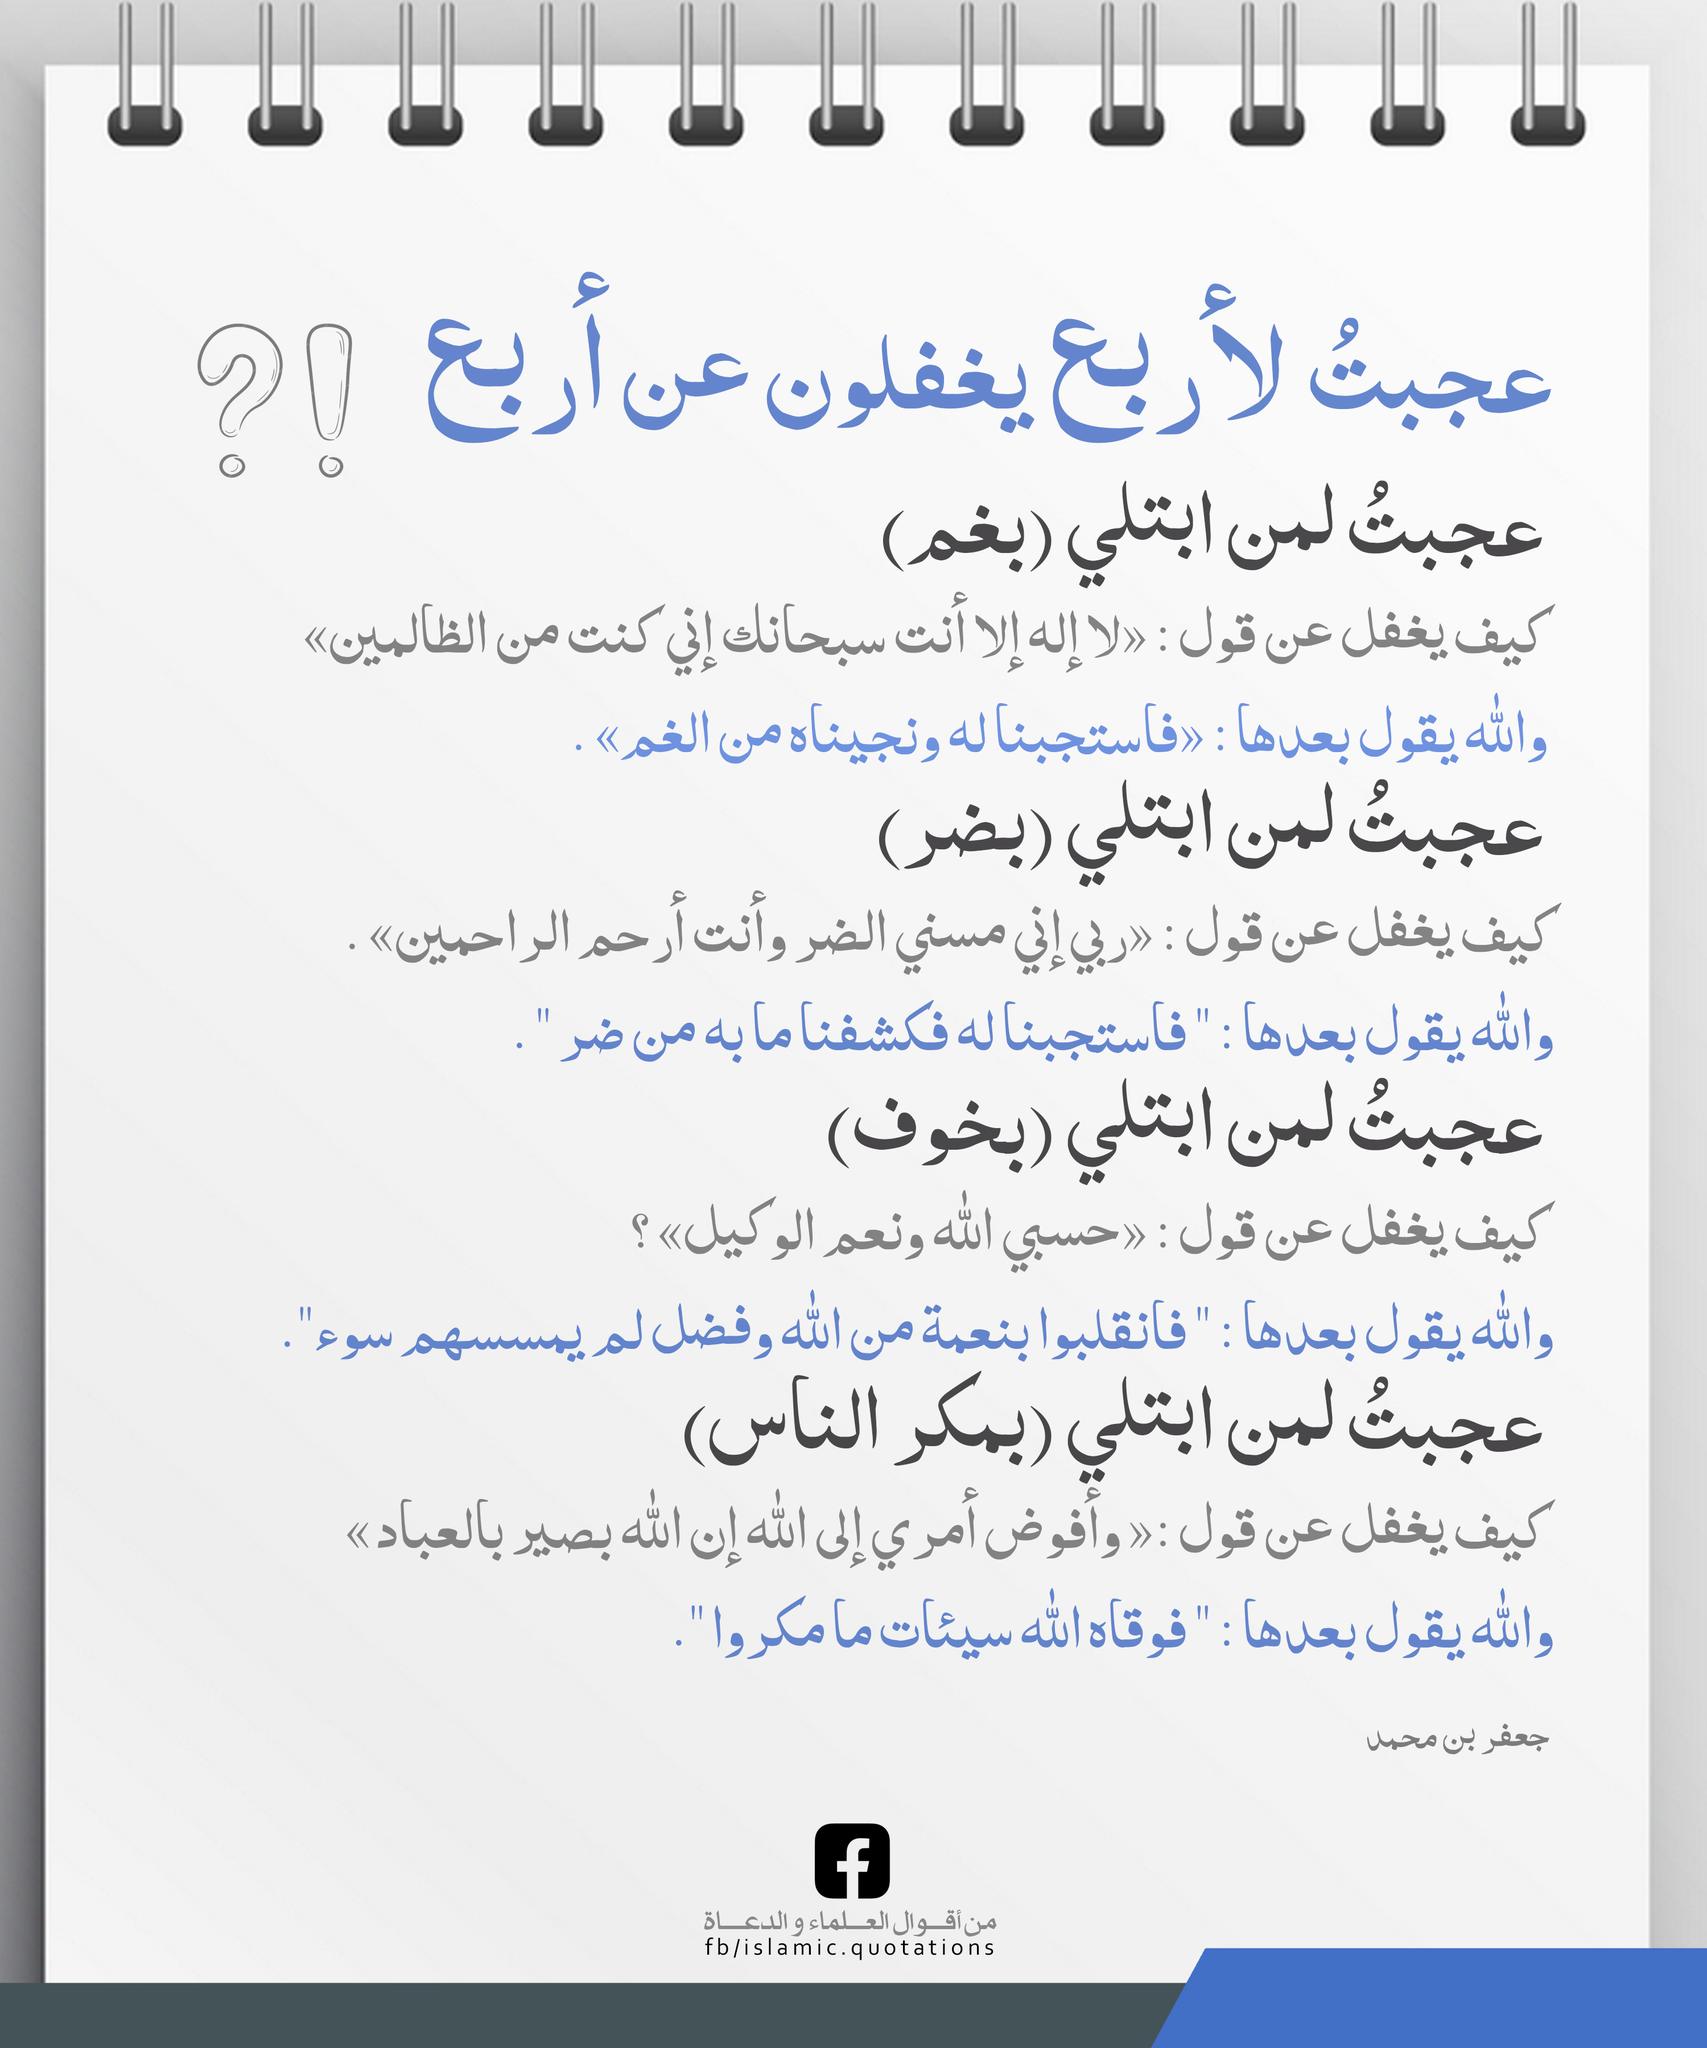 عجبتُ لأربع يغفلون عن أربع !?
عجبتُ لمن ابتلي (بغم)
كيف يغفل عن قول : «لا إله إلا أنت سبحانك إني كنت من الظالمين»
والله يقول بعدها : «فاستجبنا له ونجيناه من الغم» .
عجبتُ لمن ابتلي (بضر)
كيف يغفل عن قول : «ربي إني مسني الضر وأنت أرحم الراحمين» .
والله يقول بعدها : " فاستجبنا له فكشفنا ما به من ضر " .
عجبتُ لمن ابتلي (بخوف)
كيف يغفل عن قول : «حسبي الله ونعم الوكيل» ؟
والله يقول بعدها : " فانقلبوا بنعمة من الله وفضل لم يمسسهم سوء".
عجبتُ لمن ابتلي (بمكر الناس)
كيف يغفل عن قول :« وأفوض أمري إلى الله إن الله بصير بالعباد»
والله يقول بعدها : " فوقاه الله سيئات ما مكروا ".
جعفر بن محمد
f
من أقـــوال العـــلماء و الدعـــاة
fb/islamic.quotations